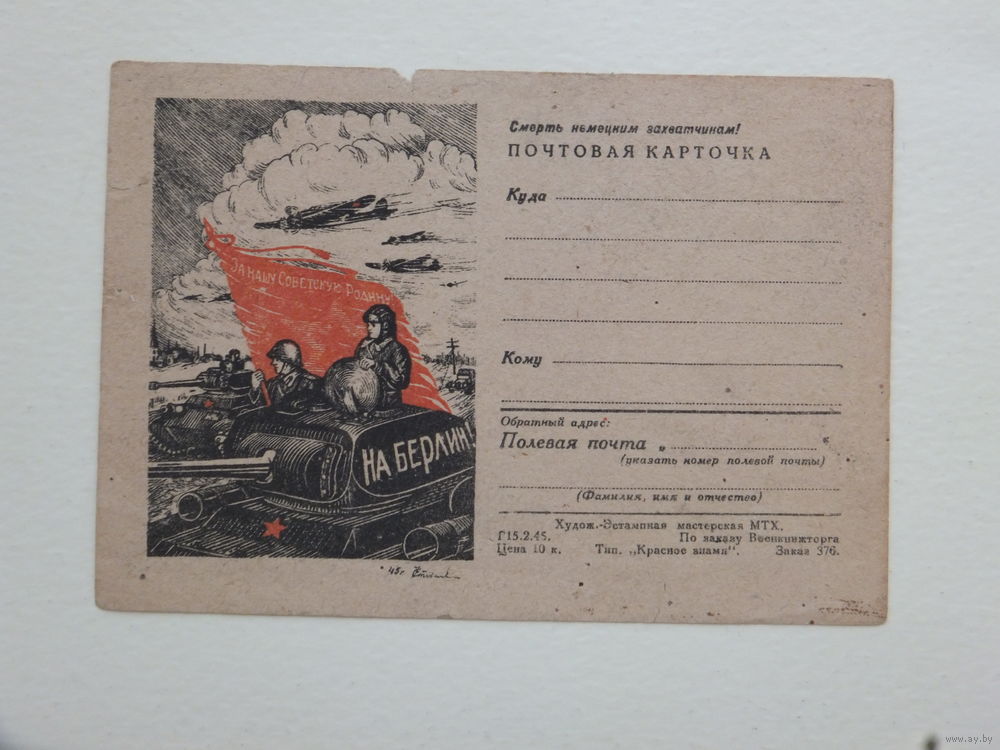 Смерть немецким захватчикам!
ПОЧТОВАЯ КАРТОЧКА
Куда
Кому
Обратный адрес:
Полевая почта „ “
(указать номер полевой почты)
(Фамилия, имя и отчество)
Худож.-Эстампная мастерская МТХ.
Г15.2.45. По заказу Военкнижторга
Цена 10 к. Тип. „Красное знамя“. Заказ 376.
ЗА НАШУ СОВЕТСКУЮ РОДИНУ!
НА БЕРЛИН!
45г.
www.ay.by